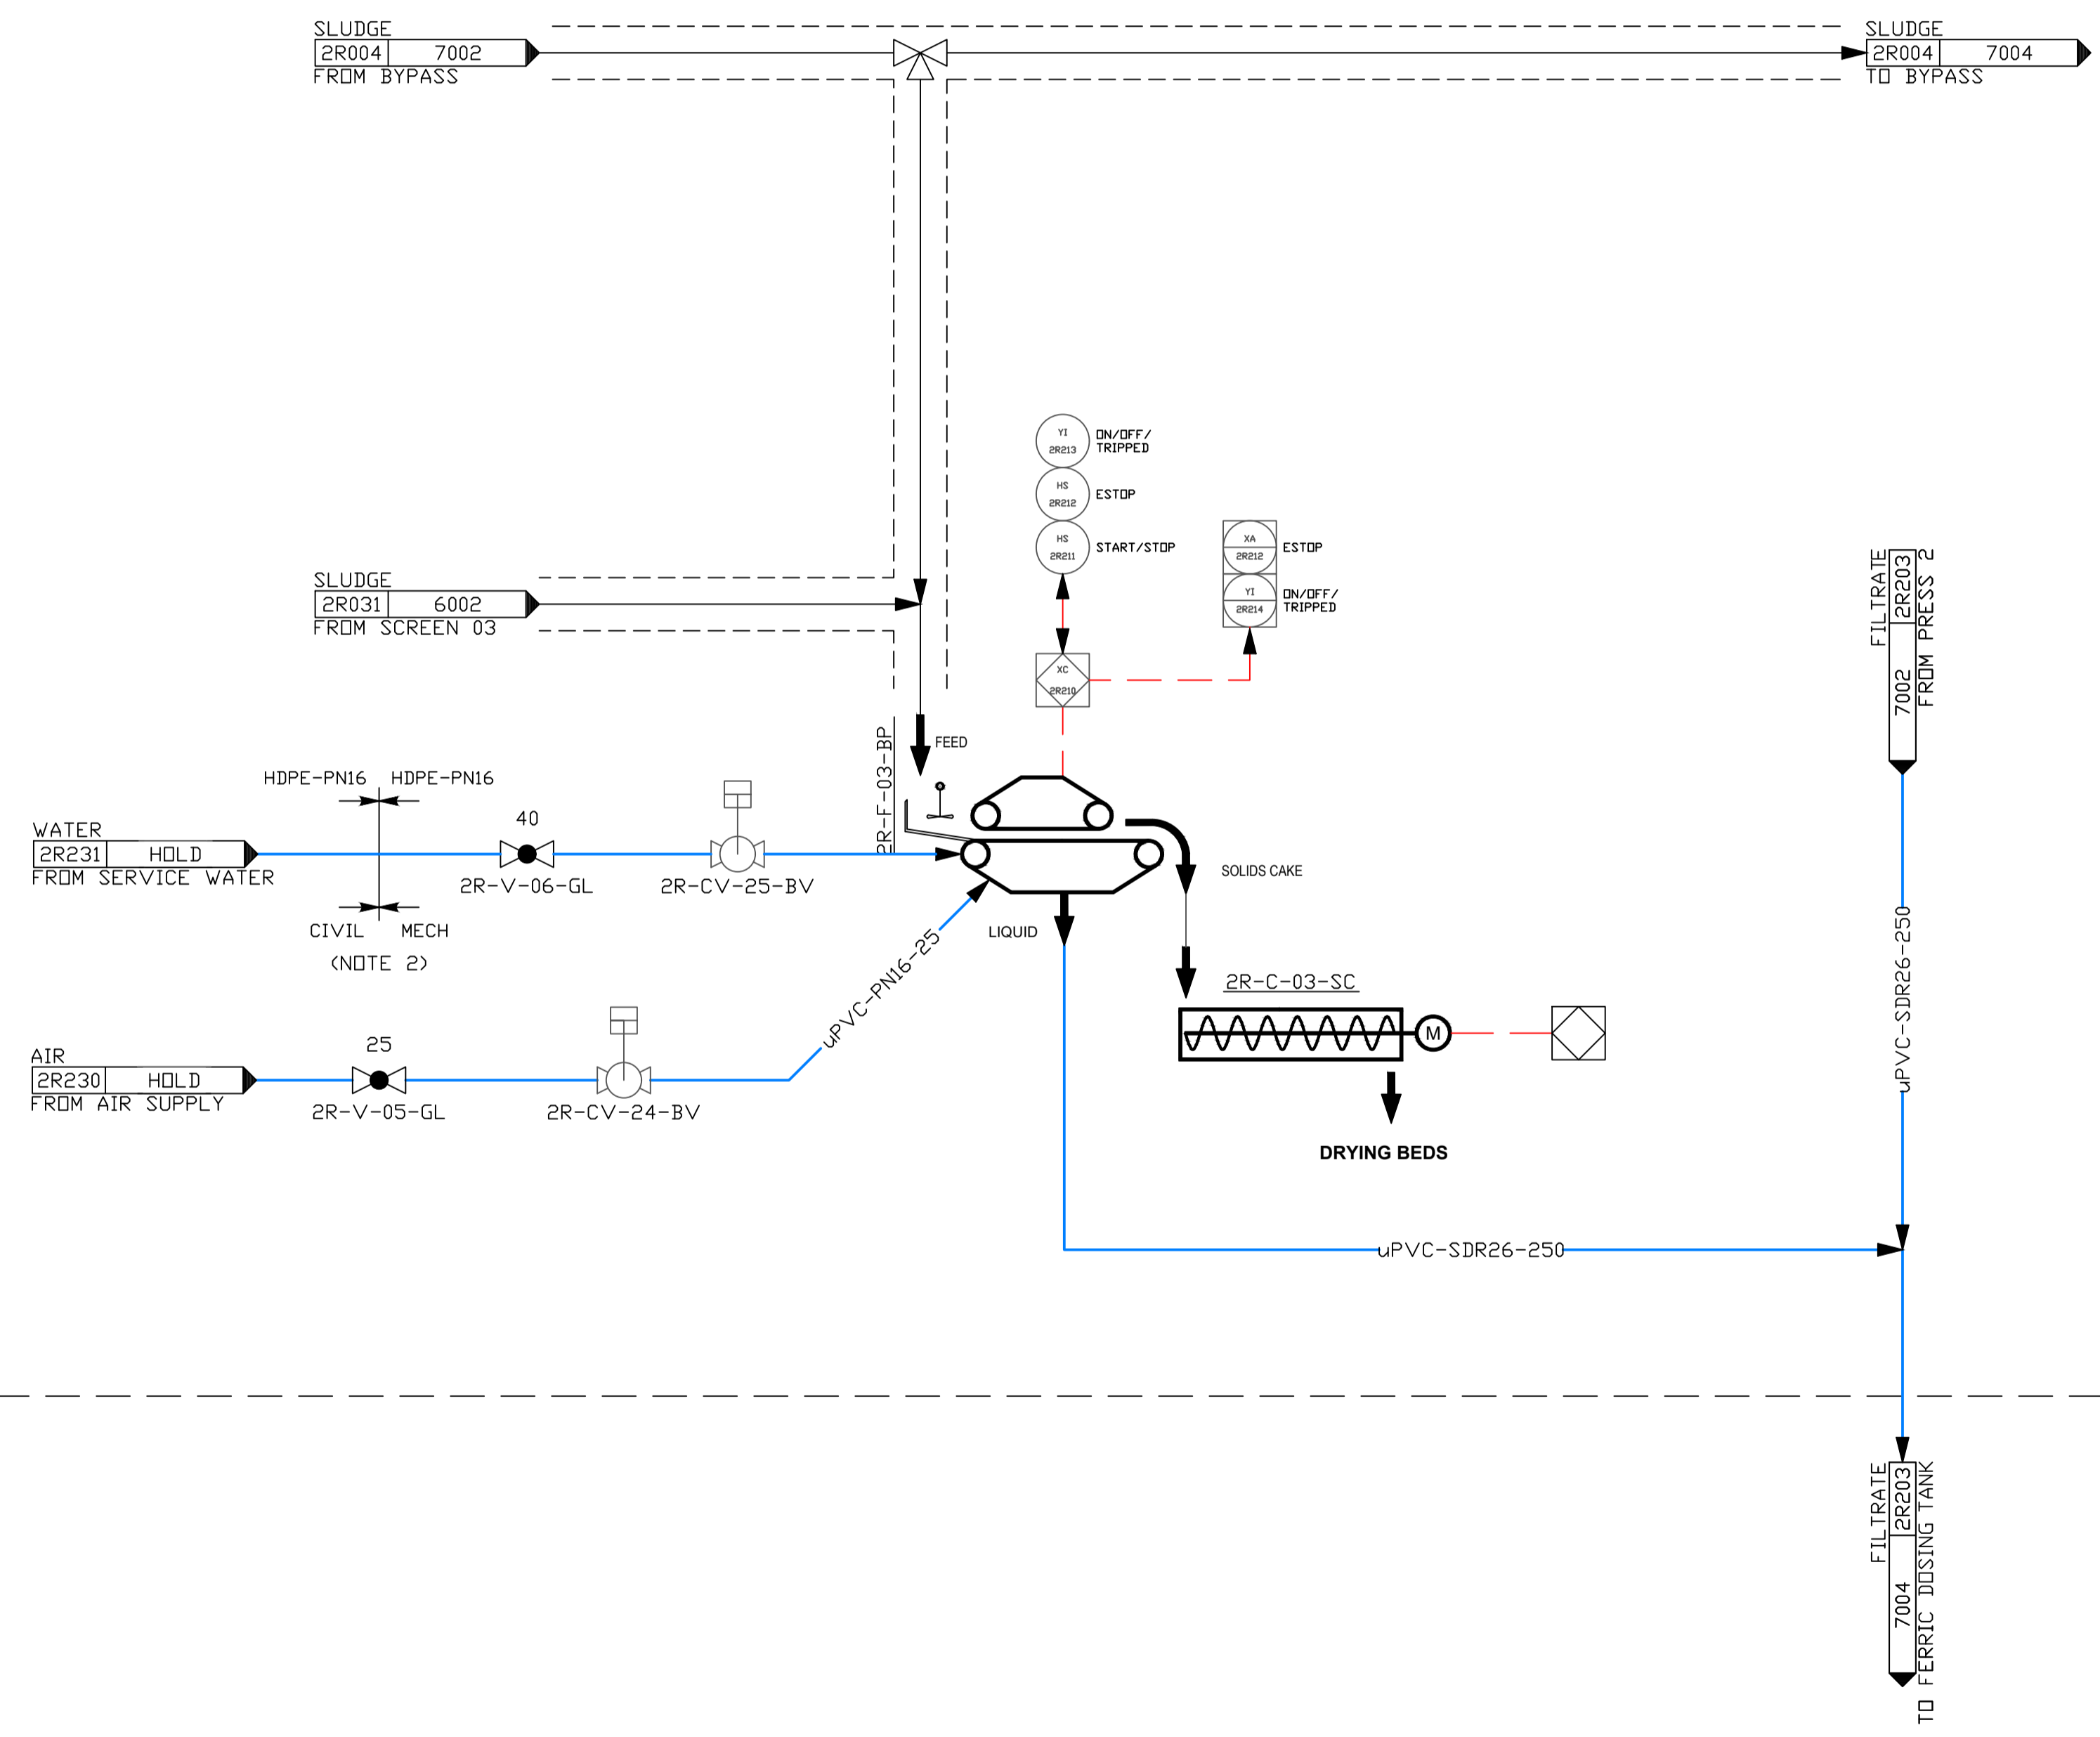 SLUDGE
2R004 7002
FROM BYPASS
SLUDGE
2R004 7004
TO BYPASS
YI
2R213
ON/OFF/
TRIPPED
HS
2R212
ESTOP
HS
2R211
START/STOP
XA
2R212
ESTOP
YI
2R214
ON/OFF/
TRIPPED
SLUDGE
2R031 6002
FROM SCREEN 03
XC
2R210
FILTRATE
7002 2R203
FROM PRESS 2
2R-F-03-BP
FEED
HDPE-PN16 HDPE-PN16
WATER
2R231 HOLD
FROM SERVICE WATER
40
2R-V-06-GL
2R-CV-25-BV
CIVIL MECH
(NOTE 2)
SOLIDS CAKE
LIQUID
uPVC-PN16-25
2R-C-03-SC
M
uPVC-SDR26-250
AIR
2R230 HOLD
FROM AIR SUPPLY
25
2R-V-05-GL
2R-CV-24-BV
DRYING BEDS
uPVC-SDR26-250
FILTRATE
7004 2R203
TO FERRIC DOSING TANK